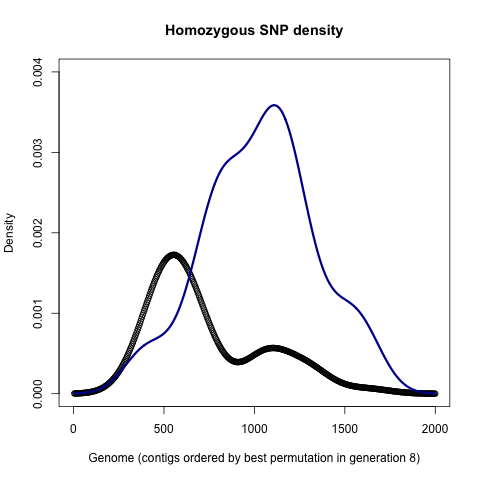 Homozygous SNP density
0.004
0.003
0.002
0.001
0.000
Density
0 500 1000 1500 2000
Genome (contigs ordered by best permutation in generation 8)